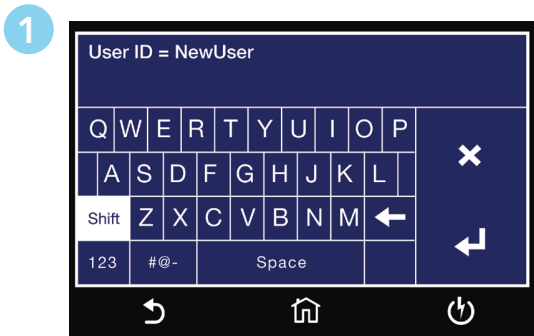 1
User ID = NewUser
Q W E R T Y U I O P
A S D F G H J K L
Shift Z X C V B N M
123 #@- Space